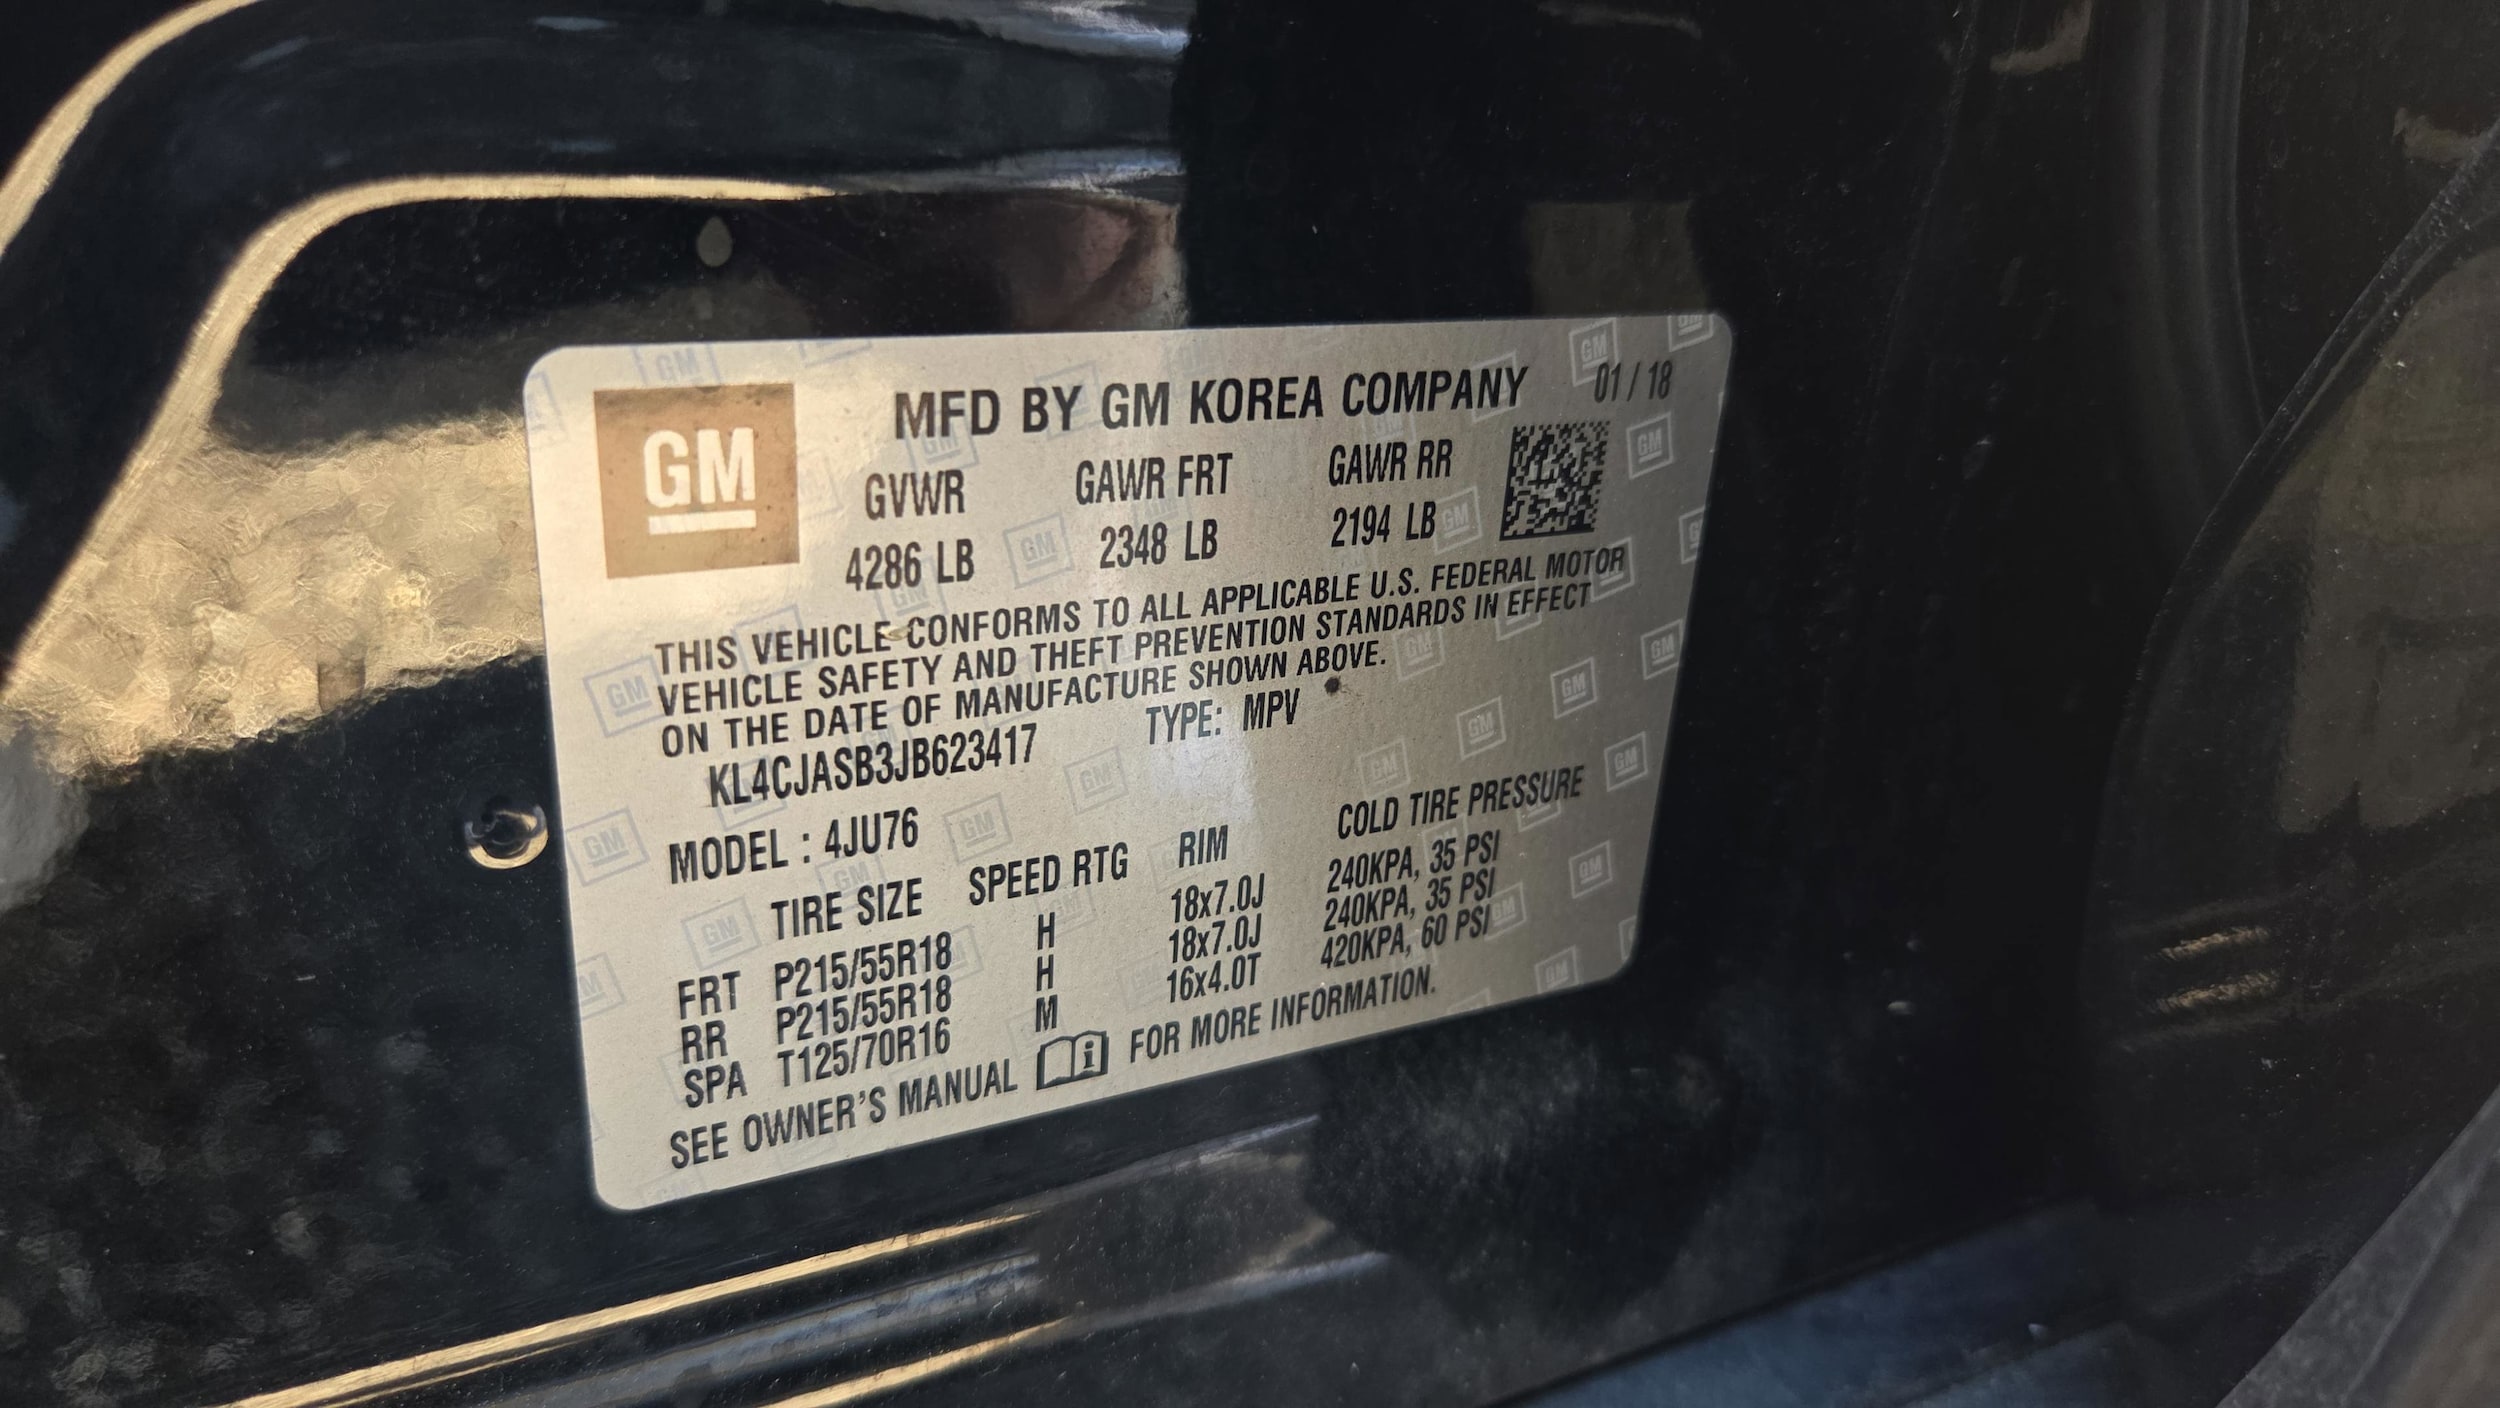 GM
MFD BY GM KOREA COMPANY 01 / 18
GVWR GAWR FRT GAWR RR
4286 LB 2348 LB 2194 LB
THIS VEHICLE CONFORMS TO ALL APPLICABLE U.S. FEDERAL MOTOR
VEHICLE SAFETY AND THEFT PREVENTION STANDARDS IN EFFECT
ON THE DATE OF MANUFACTURE SHOWN ABOVE.
KL4CJASB3JB623417 TYPE: MPV
MODEL : 4JU76
TIRE SIZE SPEED RTG RIM COLD TIRE PRESSURE
FRT P215/55R18 H 18x7.0J 240KPA, 35 PSI
RR P215/55R18 H 18x7.0J 240KPA, 35 PSI
SPA T125/70R16 M 16x4.0T 420KPA, 60 PSI
SEE OWNER'S MANUAL FOR MORE INFORMATION.